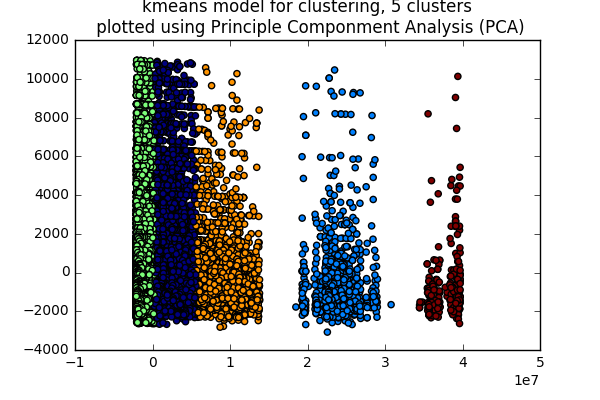 kmeans model for clustering, 5 clusters
plotted using Principle Componment Analysis (PCA)
12000
10000
8000
6000
4000
2000
0
−2000
−4000
−1 0 1 2 3 4 5
1e7